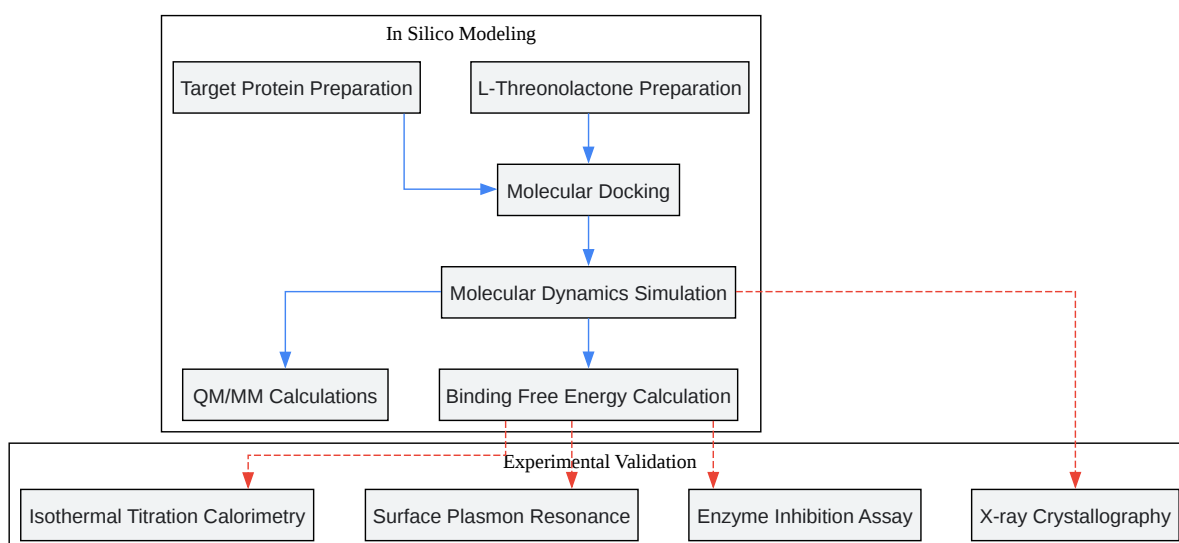 In Silico Modeling
Target Protein Preparation
L-Threonolactone Preparation
Molecular Docking
Molecular Dynamics Simulation
QM/MM Calculations
Binding Free Energy Calculation
Experimental Validation
Isothermal Titration Calorimetry
Surface Plasmon Resonance
Enzyme Inhibition Assay
X-ray Crystallography